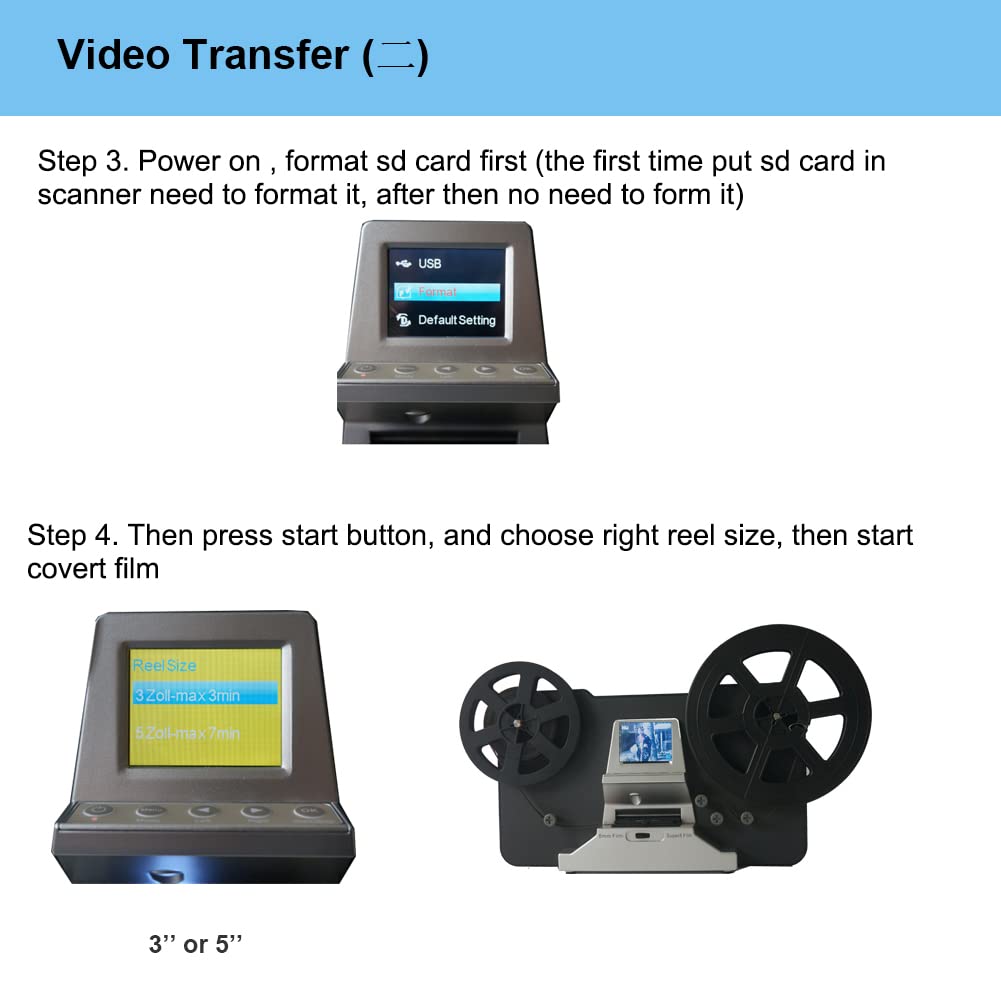 Video Transfer (二)
Step 3. Power on , format sd card first (the first time put sd card in
scanner need to format it, after then no need to form it)
USB
Format
Default Setting
OK
Step 4. Then press start button, and choose right reel size, then start
covert film
Reel Size
3 Zoll-max 3min
5 Zoll-max 7min
Menu
OK
8mm Film
Super8 Film
3’’ or 5’’